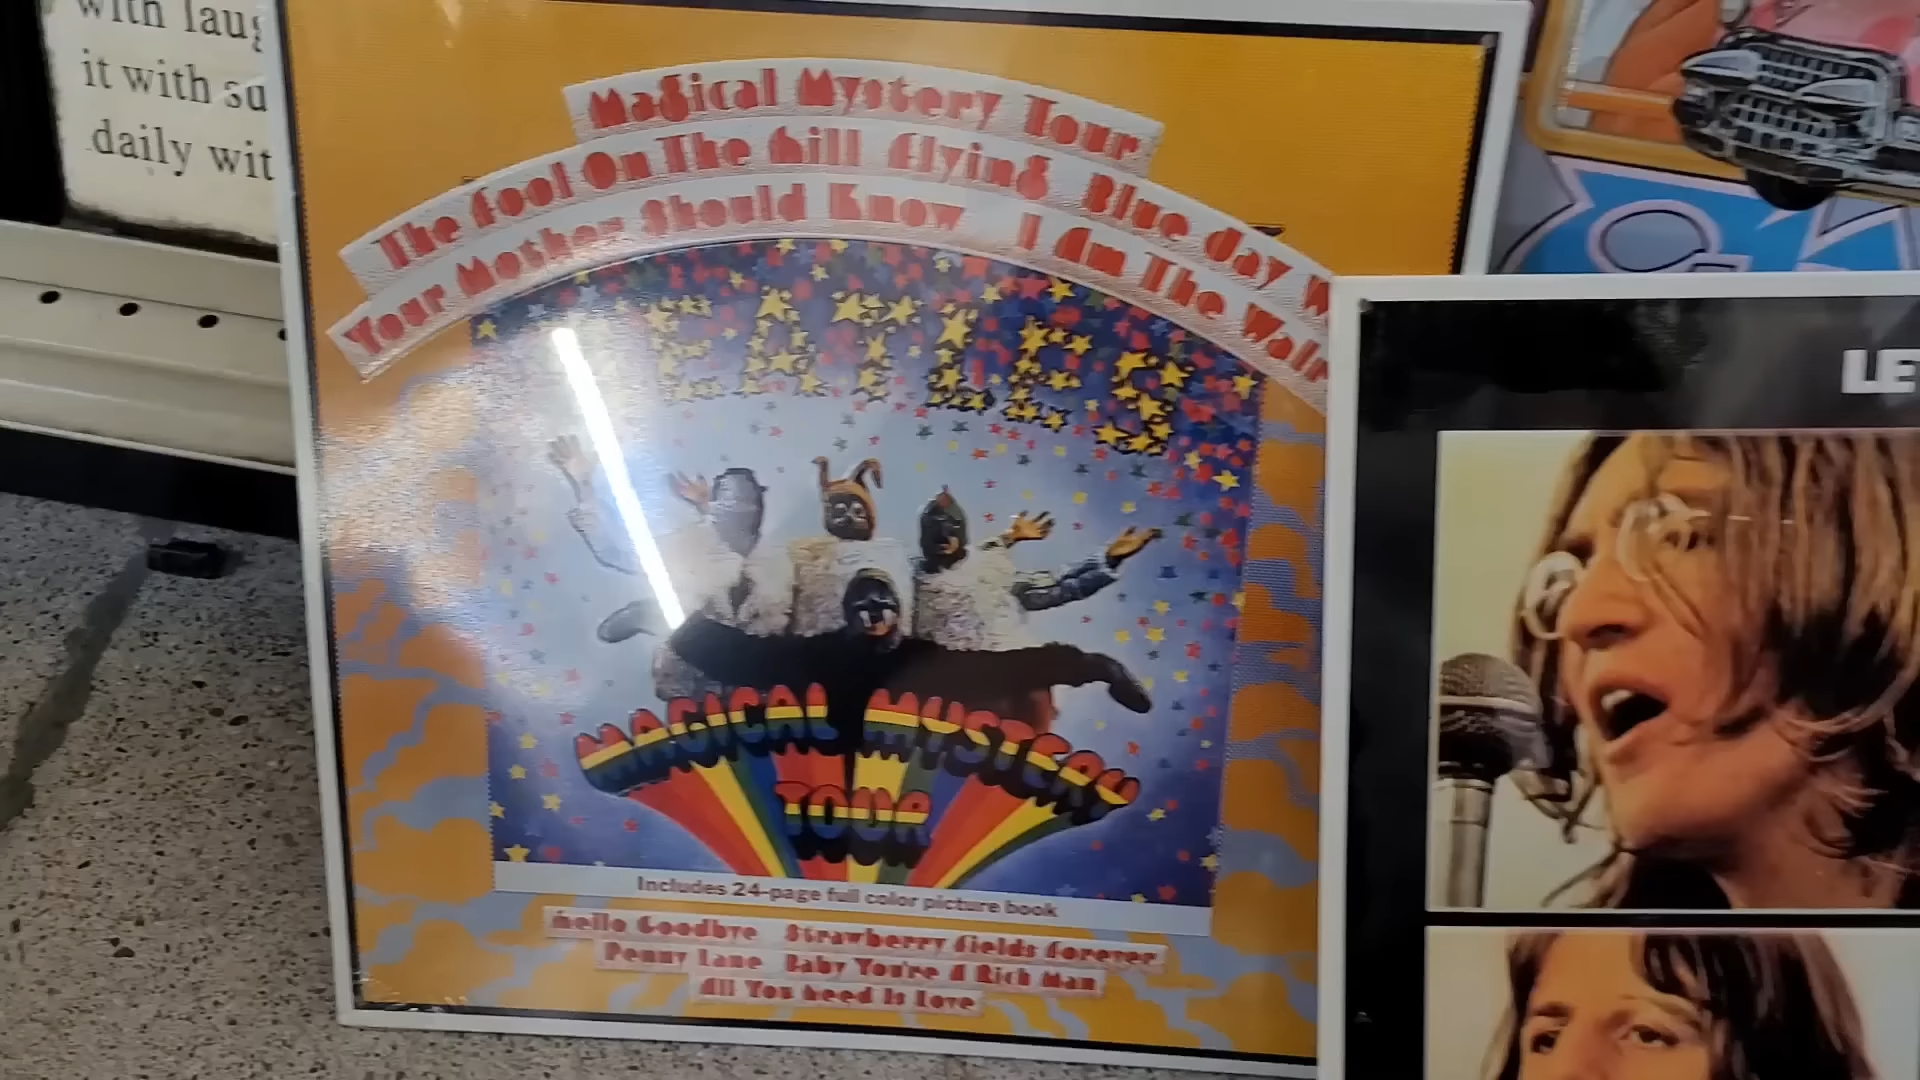 with laug
it with su
daily wit
Magical Mystery Tour
The Fool On The Hill Flying Blue Jay W
Your Mother Should Know I Am The Walr
EATLES
MAGICAL MYSTERY
TOUR
Includes 24-page full color picture book
Hello Goodbye Strawberry Fields Forever
Penny Lane Baby You're A Rich Man
All You Need Is Love
LE